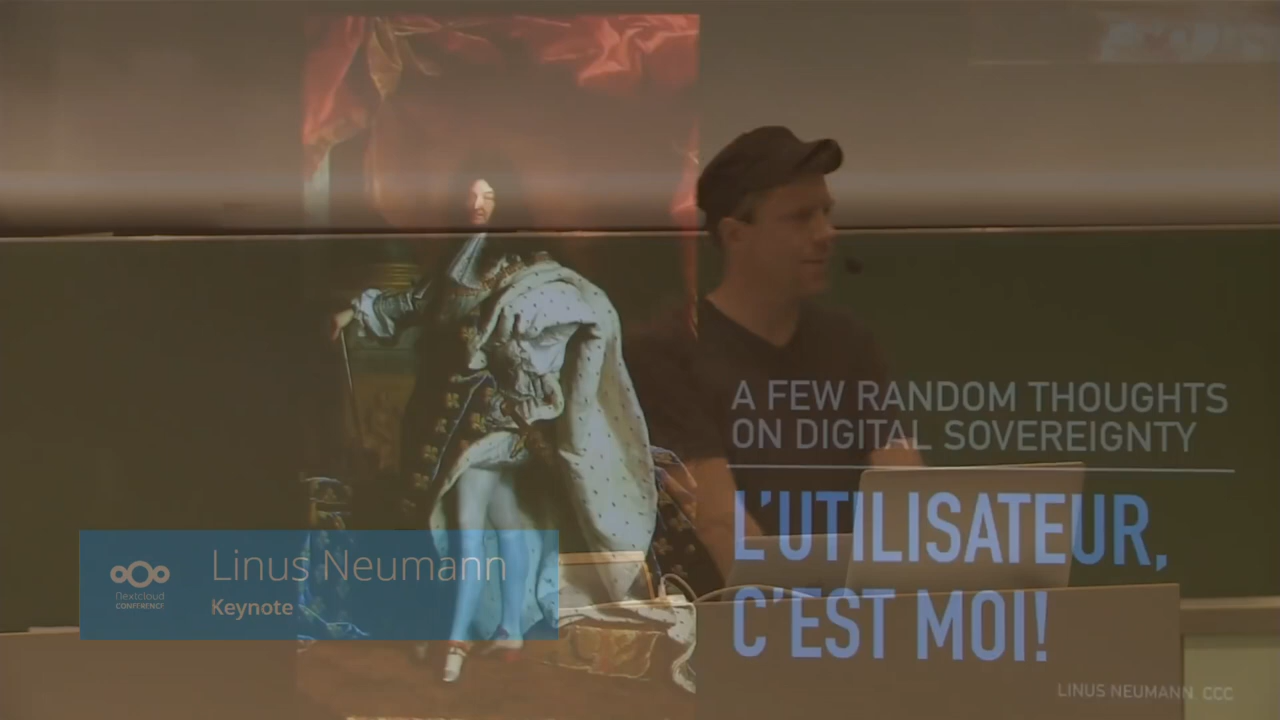 A FEW RANDOM THOUGHTS
ON DIGITAL SOVEREIGNTY
L'UTILISATEUR,
C'EST MOI!
LINUS NEUMANN, CCC
Linus Neumann
Keynote
Nextcloud
CONFERENCE